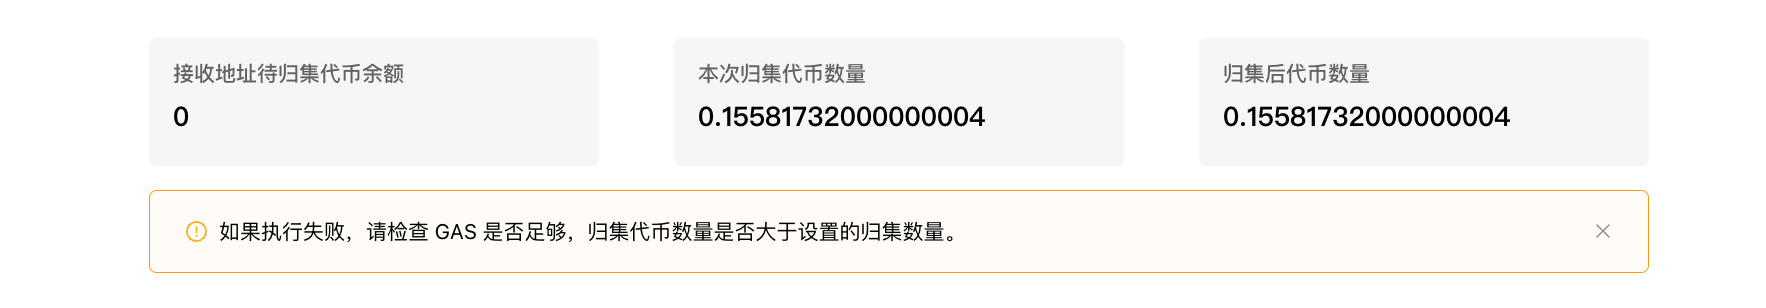 接收地址待归集代币余额
0
本次归集代币数量
0.15581732000000004
归集后代币数量
0.15581732000000004
如果执行失败，请检查 GAS 是否足够，归集代币数量是否大于设置的归集数量。